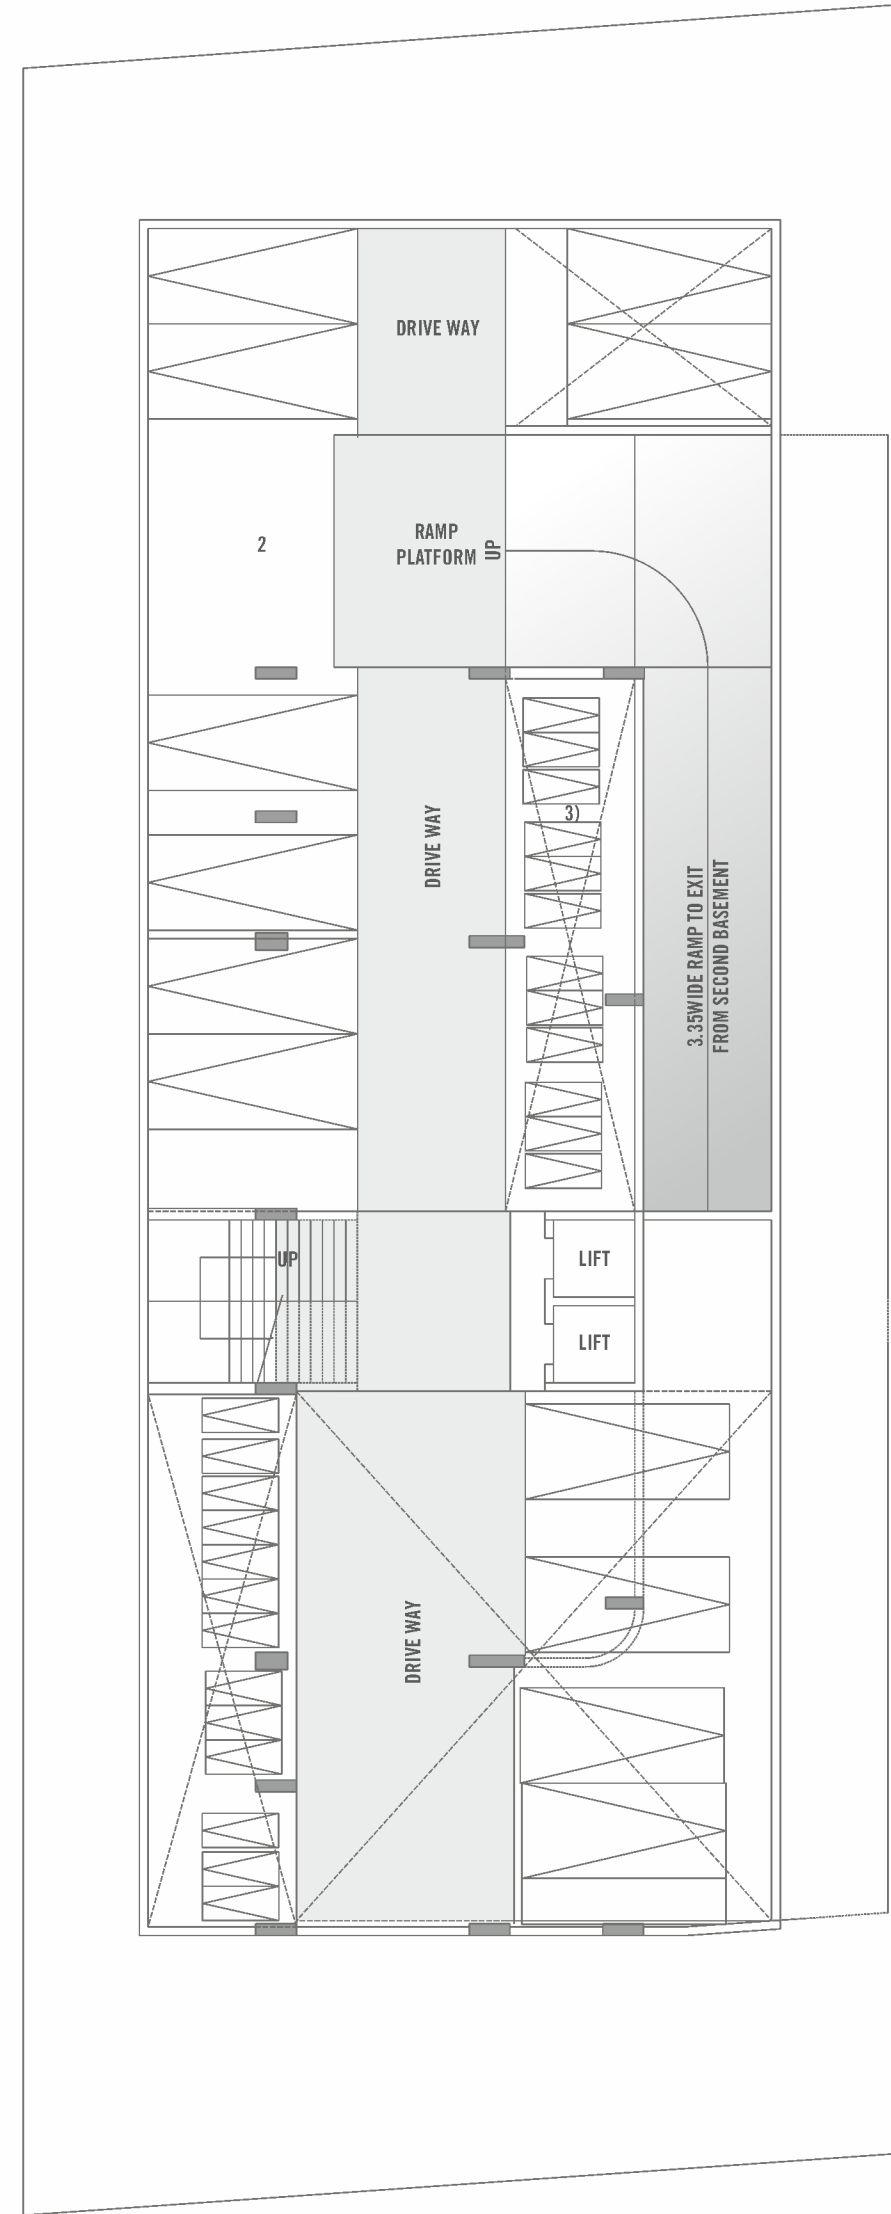 DRIVE WAY
RAMP
PLATFORM
UP
2
DRIVE WAY
3)
3.35WIDE RAMP TO EXIT
FROM SECOND BASEMENT
UP
LIFT
LIFT
DRIVE WAY